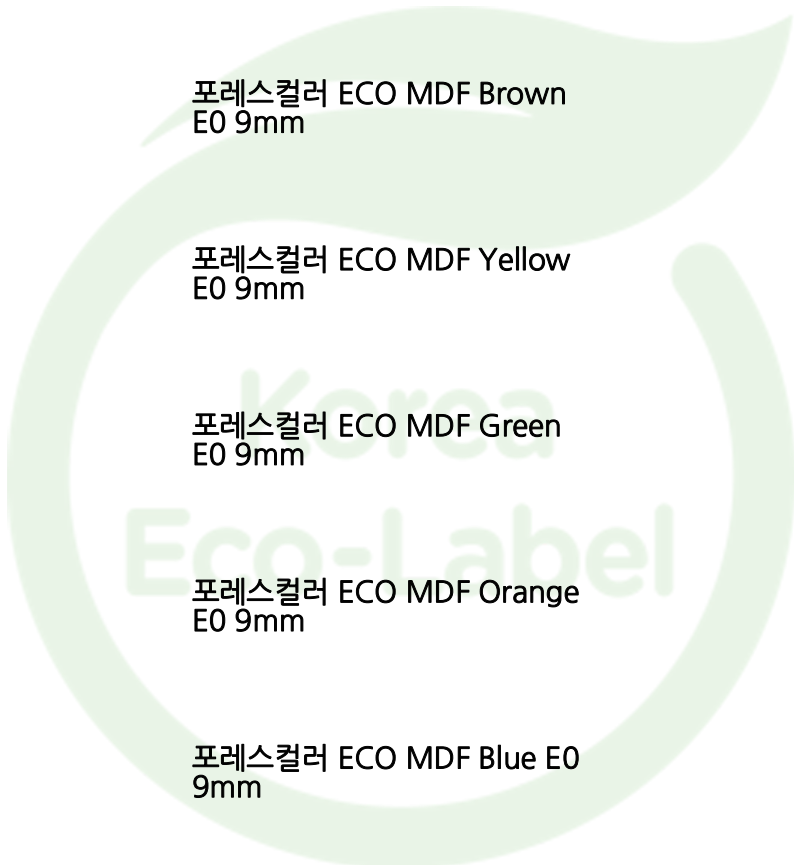 포레스컬러 ECO MDF Brown
E0 9mm
포레스컬러 ECO MDF Yellow
E0 9mm
Korea
포레스컬러 ECO MDF Green
E0 9mm
Eco-Label
포레스컬러 ECO MDF Orange
E0 9mm
포레스컬러 ECO MDF Blue E0
9mm